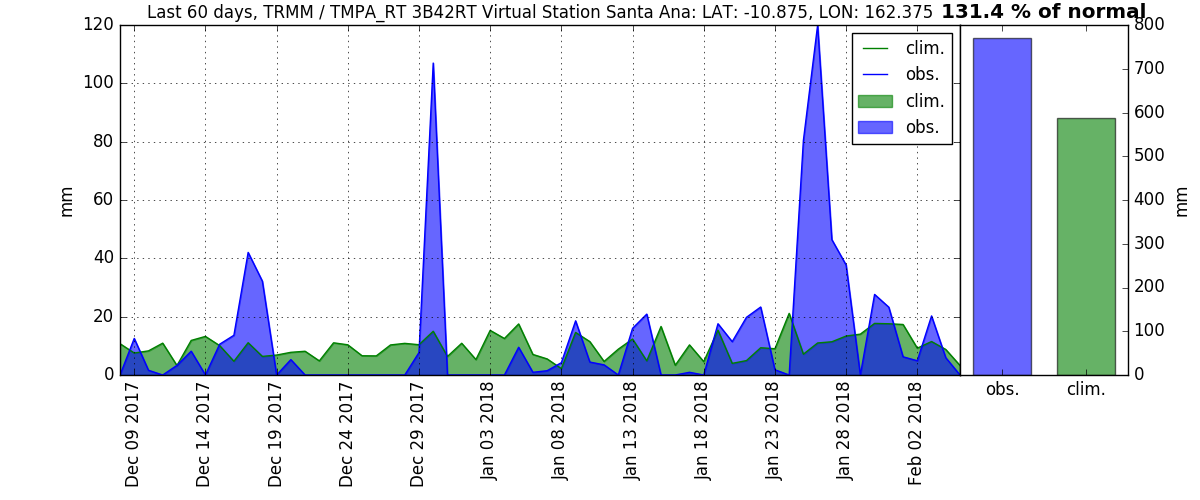 Last 60 days, TRMM / TMPA_RT 3B42RT Virtual Station Santa Ana: LAT: -10.875, LON: 162.375 131.4 % of normal
120
100
80
60
40
20
0
mm
clim.
obs.
clim.
obs.
800
700
600
500
400
300
200
100
0
mm
Dec 09 2017
Dec 14 2017
Dec 19 2017
Dec 24 2017
Dec 29 2017
Jan 03 2018
Jan 08 2018
Jan 13 2018
Jan 18 2018
Jan 23 2018
Jan 28 2018
Feb 02 2018
obs.
clim.